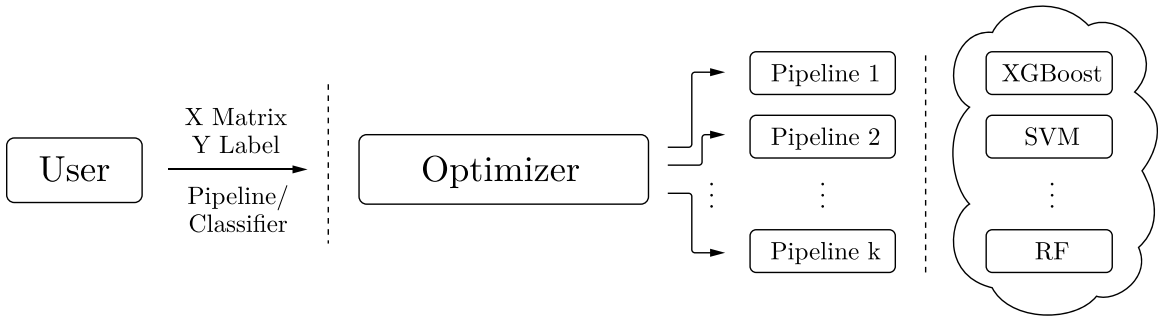 User
X Matrix
Y Label
Pipeline/
Classifier
Optimizer
Pipeline 1
Pipeline 2
Pipeline k
XGBoost
SVM
RF